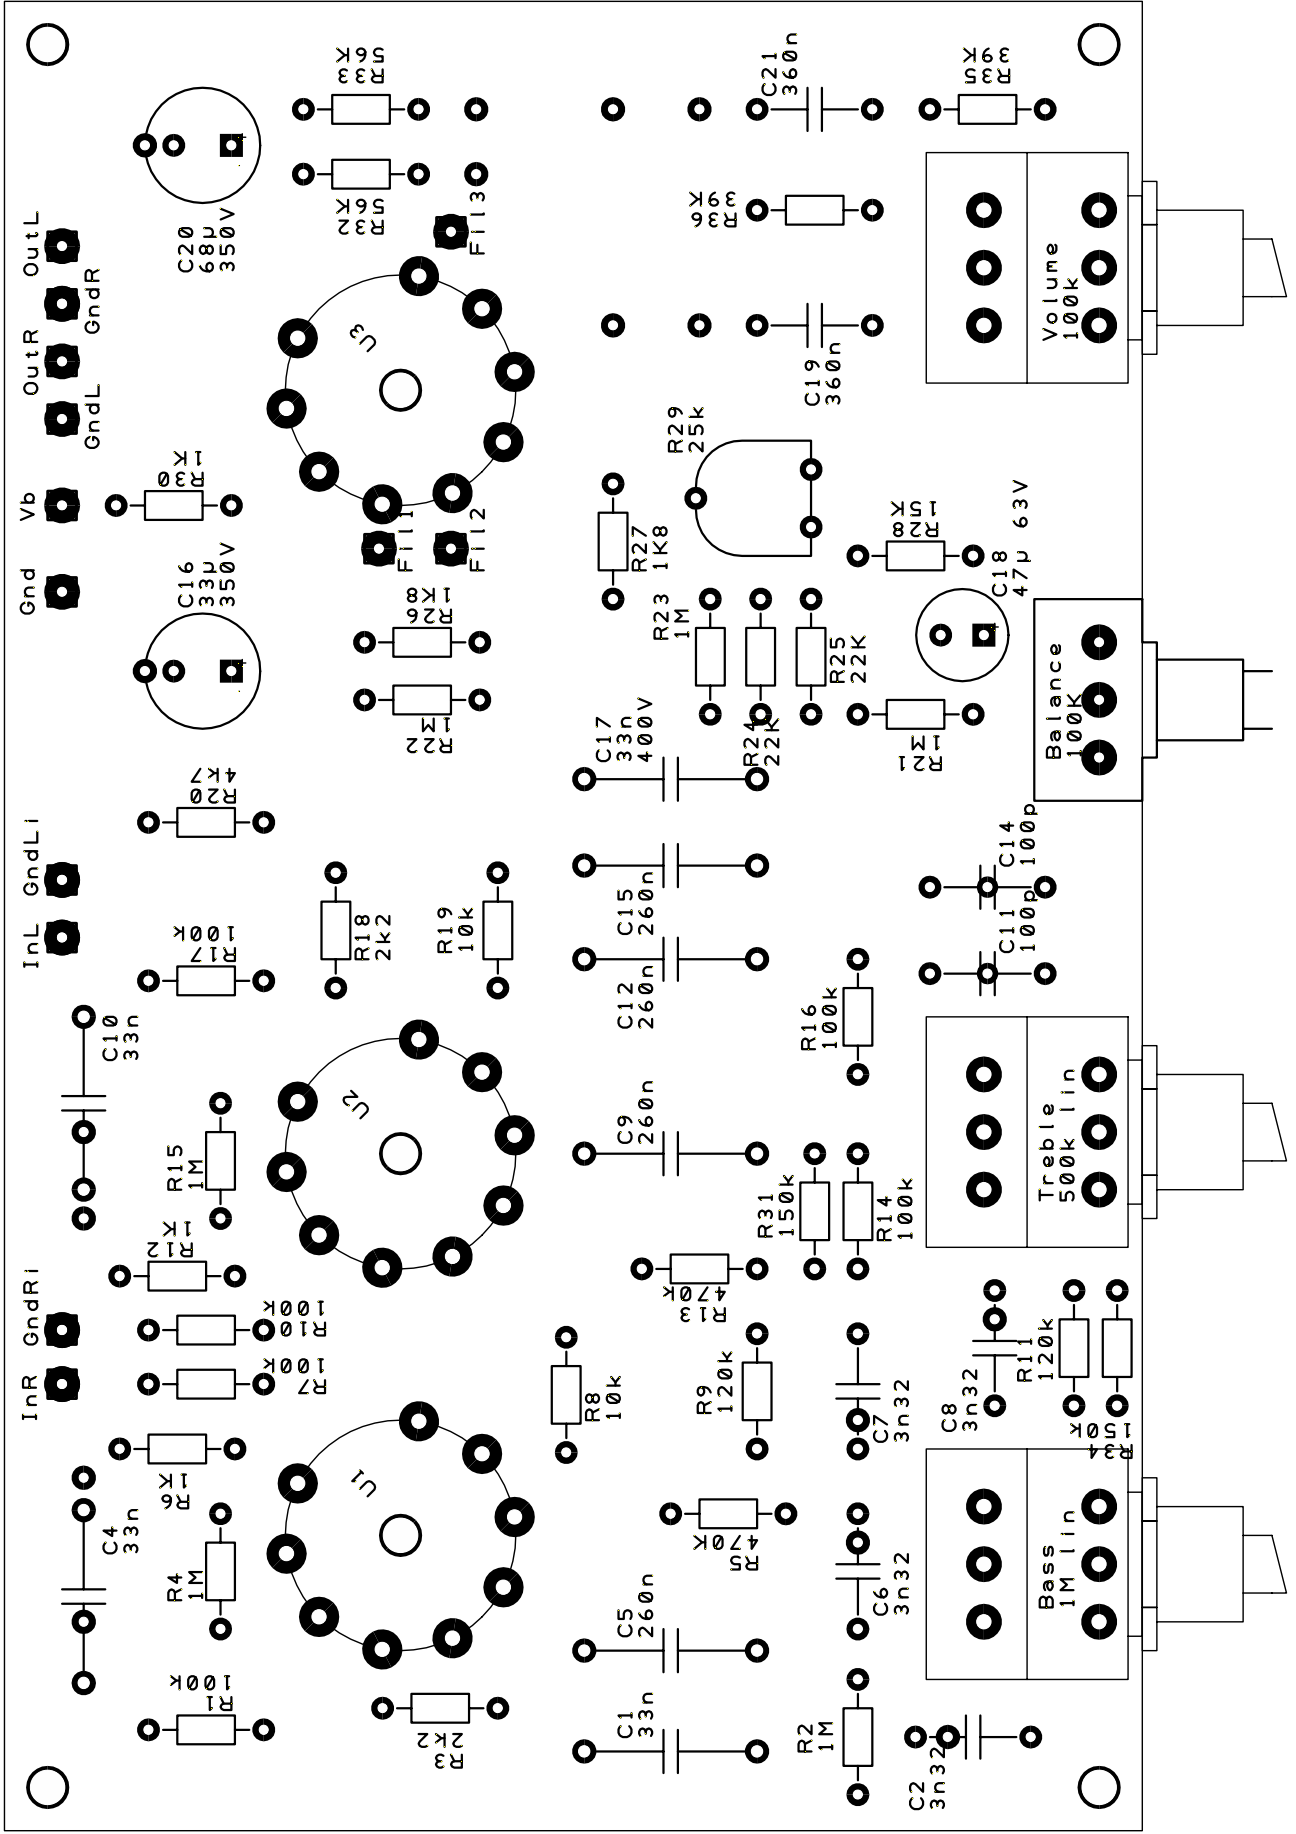 R33
56K
C21
360n
R35
39K
R32
56K
Fil3
R36
39K
OutL
GndR
OutR
GndL
C20
68µ
350V
+
U3
Volume
100k
C19
360n
R29
25k
Vb
R30
1K
Fil1
Fil2
R27
1K8
R28
15K
C18
47µ 63V
+
Gnd
C16
33µ
350V
+
R26
1K8
R22
1M
R23
1M
R25
22K
R24
22K
R21
1M
Balance
100K
C17
33n
400V
R20
4k7
GndLi
InL
R17
100k
R18
2k2
R19
10k
C15
260n
C12
260n
C14
100p
C11
100p
R16
100k
C10
33n
U2
R15
1M
C9
260n
R31
150k
R14
100k
Treble
500k lin
R12
1K
R13
470k
GndRi
InR
R10
100k
R7
100k
R8
10k
R9
120k
C7
3n32
C8
3n32
R11
120k
R34
150k
R6
1K
U1
C4
33n
R4
1M
R5
470K
C6
3n32
Bass
1M lin
C5
260n
R1
100k
R3
2k2
C1
33n
R2
1M
C2
3n32